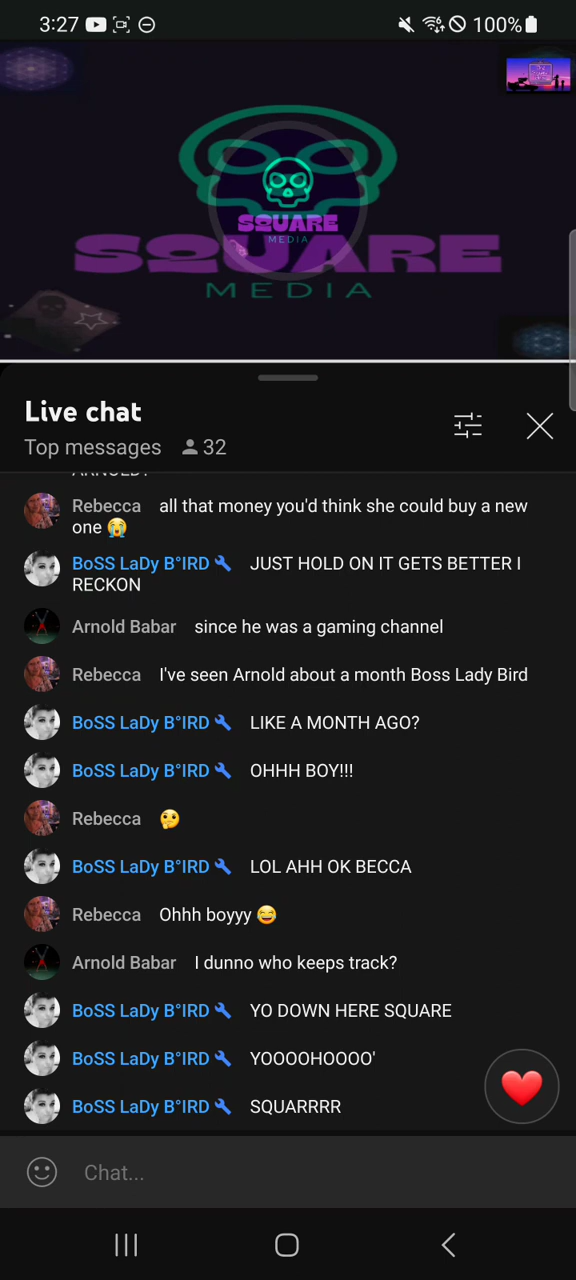 3:27
100%
SQUARE
MEDIA
SQUARE
MEDIA
Live chat
Top messages 32
Rebecca all that money you'd think she could buy a new
one 😭
BoSS LaDy B°IRD JUST HOLD ON IT GETS BETTER I
RECKON
Arnold Babar since he was a gaming channel
Rebecca I've seen Arnold about a month Boss Lady Bird
BoSS LaDy B°IRD LIKE A MONTH AGO?
BoSS LaDy B°IRD OHHH BOY!!!
Rebecca 🤔
BoSS LaDy B°IRD LOL AHH OK BECCA
Rebecca Ohhh boyyy 😂
Arnold Babar I dunno who keeps track?
BoSS LaDy B°IRD YO DOWN HERE SQUARE
BoSS LaDy B°IRD YOOOOHOOOO'
BoSS LaDy B°IRD SQUARRRR
Chat...